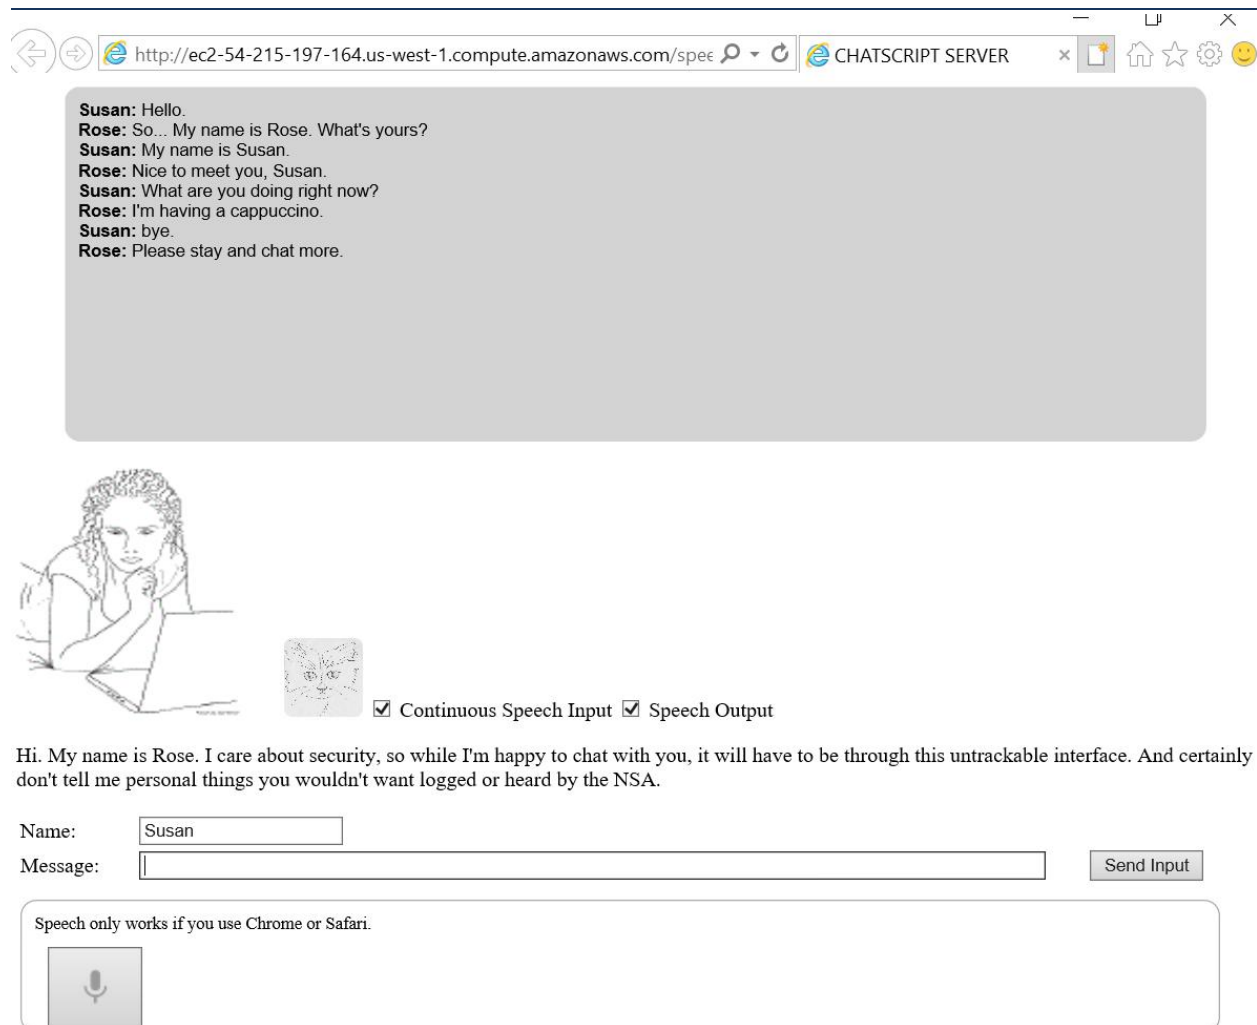 http://ec2-54-215-197-164.us-west-1.compute.amazonaws.com/spee
CHATSCRIPT SERVER
Susan: Hello.
Rose: So... My name is Rose. What's yours?
Susan: My name is Susan.
Rose: Nice to meet you, Susan.
Susan: What are you doing right now?
Rose: I'm having a cappuccino.
Susan: bye.
Rose: Please stay and chat more.
Continuous Speech Input Speech Output
Hi. My name is Rose. I care about security, so while I'm happy to chat with you, it will have to be through this untrackable interface. And certainly
don't tell me personal things you wouldn't want logged or heard by the NSA.
Name: Susan
Message: Send Input
Speech only works if you use Chrome or Safari.